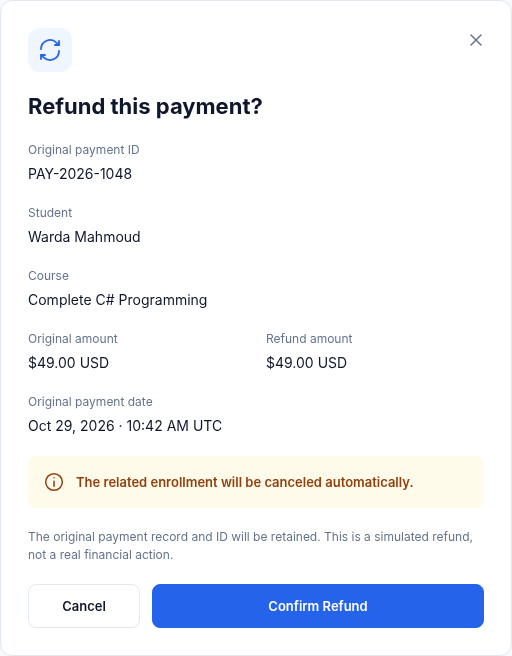 Refund this payment?
Original payment ID
PAY-2026-1048
Student
Warda Mahmoud
Course
Complete C# Programming
Original amount
Refund amount
$49.00 USD
$49.00 USD
Original payment date
Oct 29, 2026 · 10:42 AM UTC
The related enrollment will be canceled automatically.
The original payment record and ID will be retained. This is a simulated refund,
not a real financial action.
Cancel
Confirm Refund